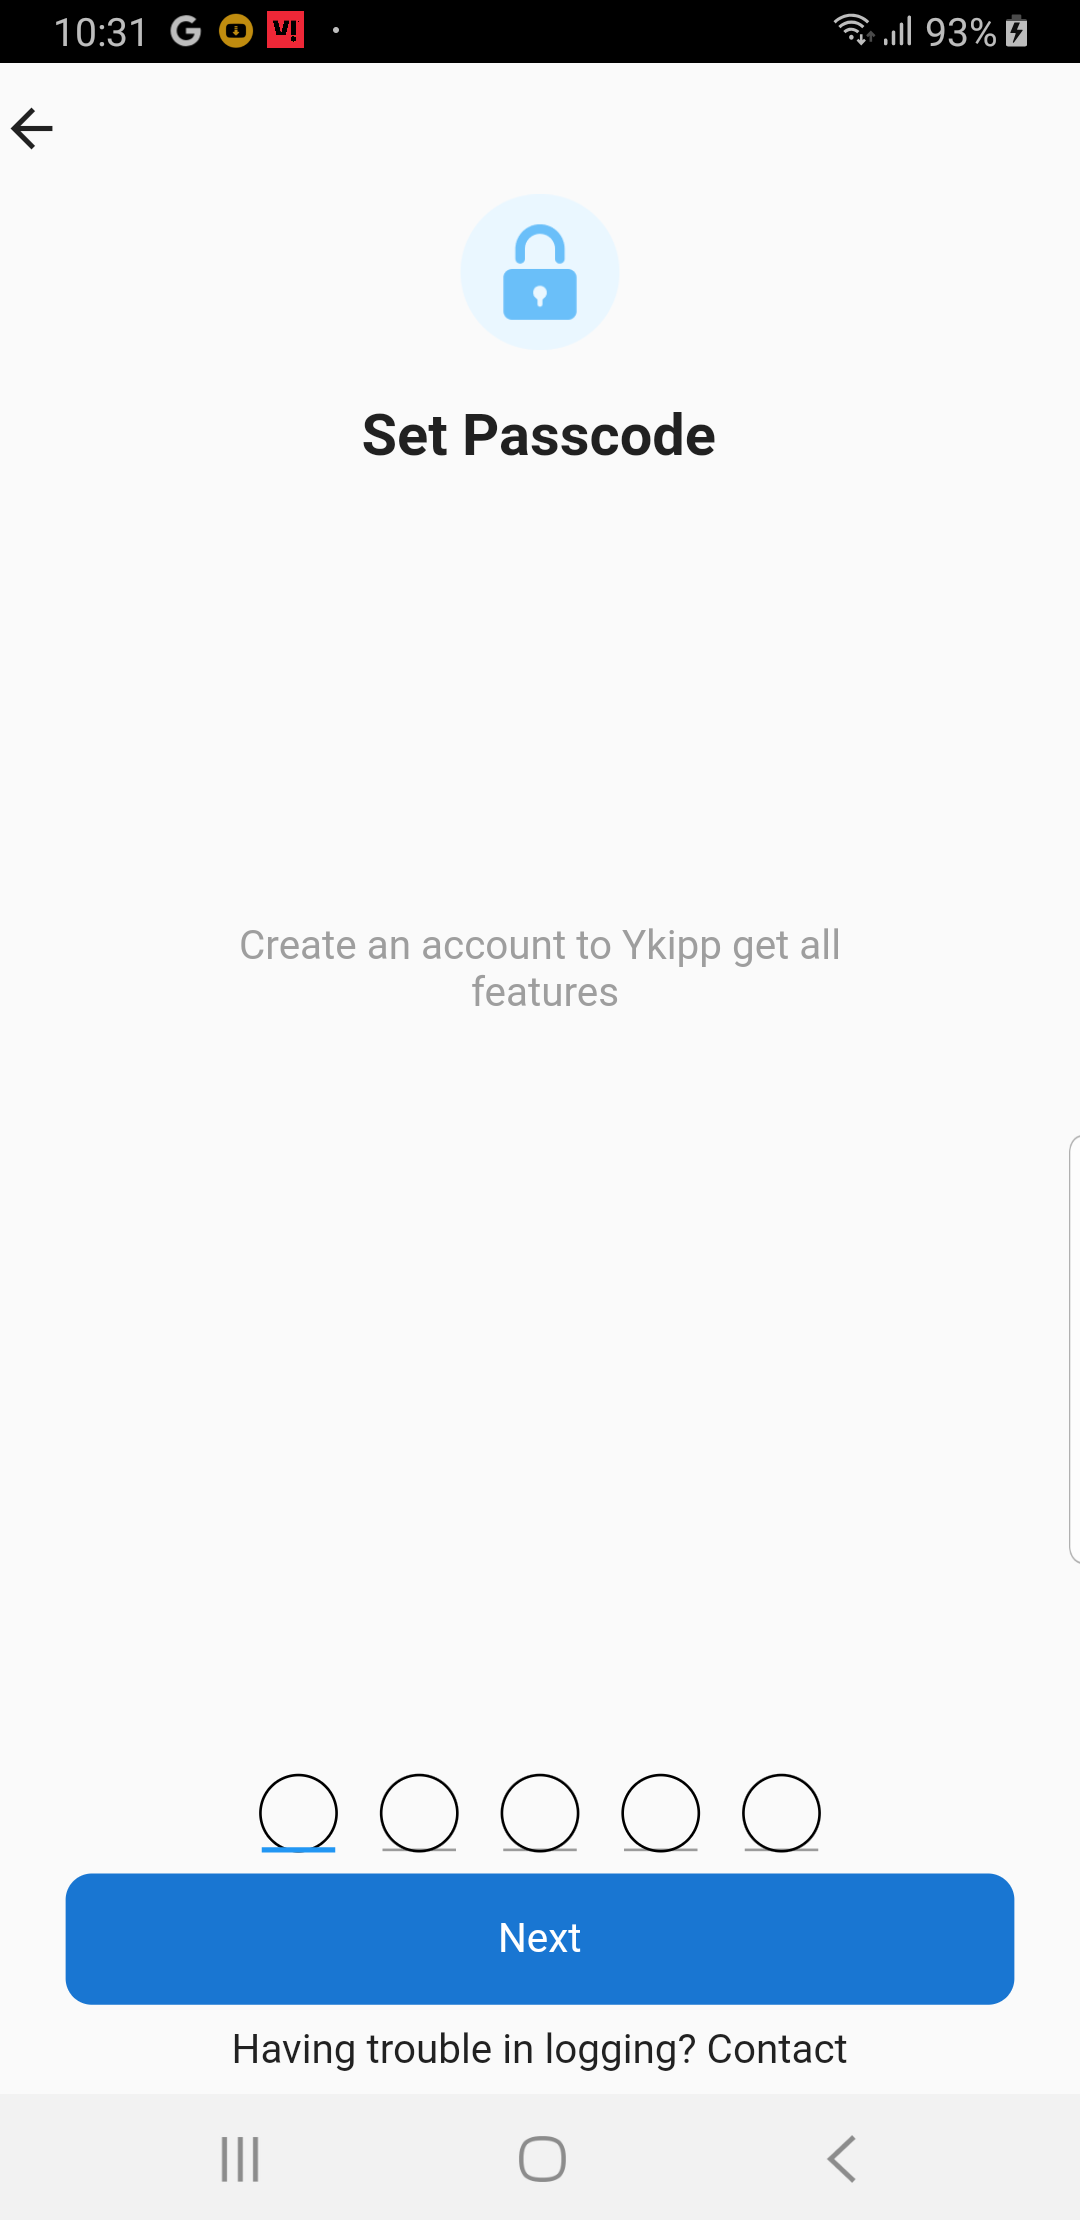 10:31
93%
Set Passcode
Create an account to Ykipp get all
features
Next
Having trouble in logging? Contact